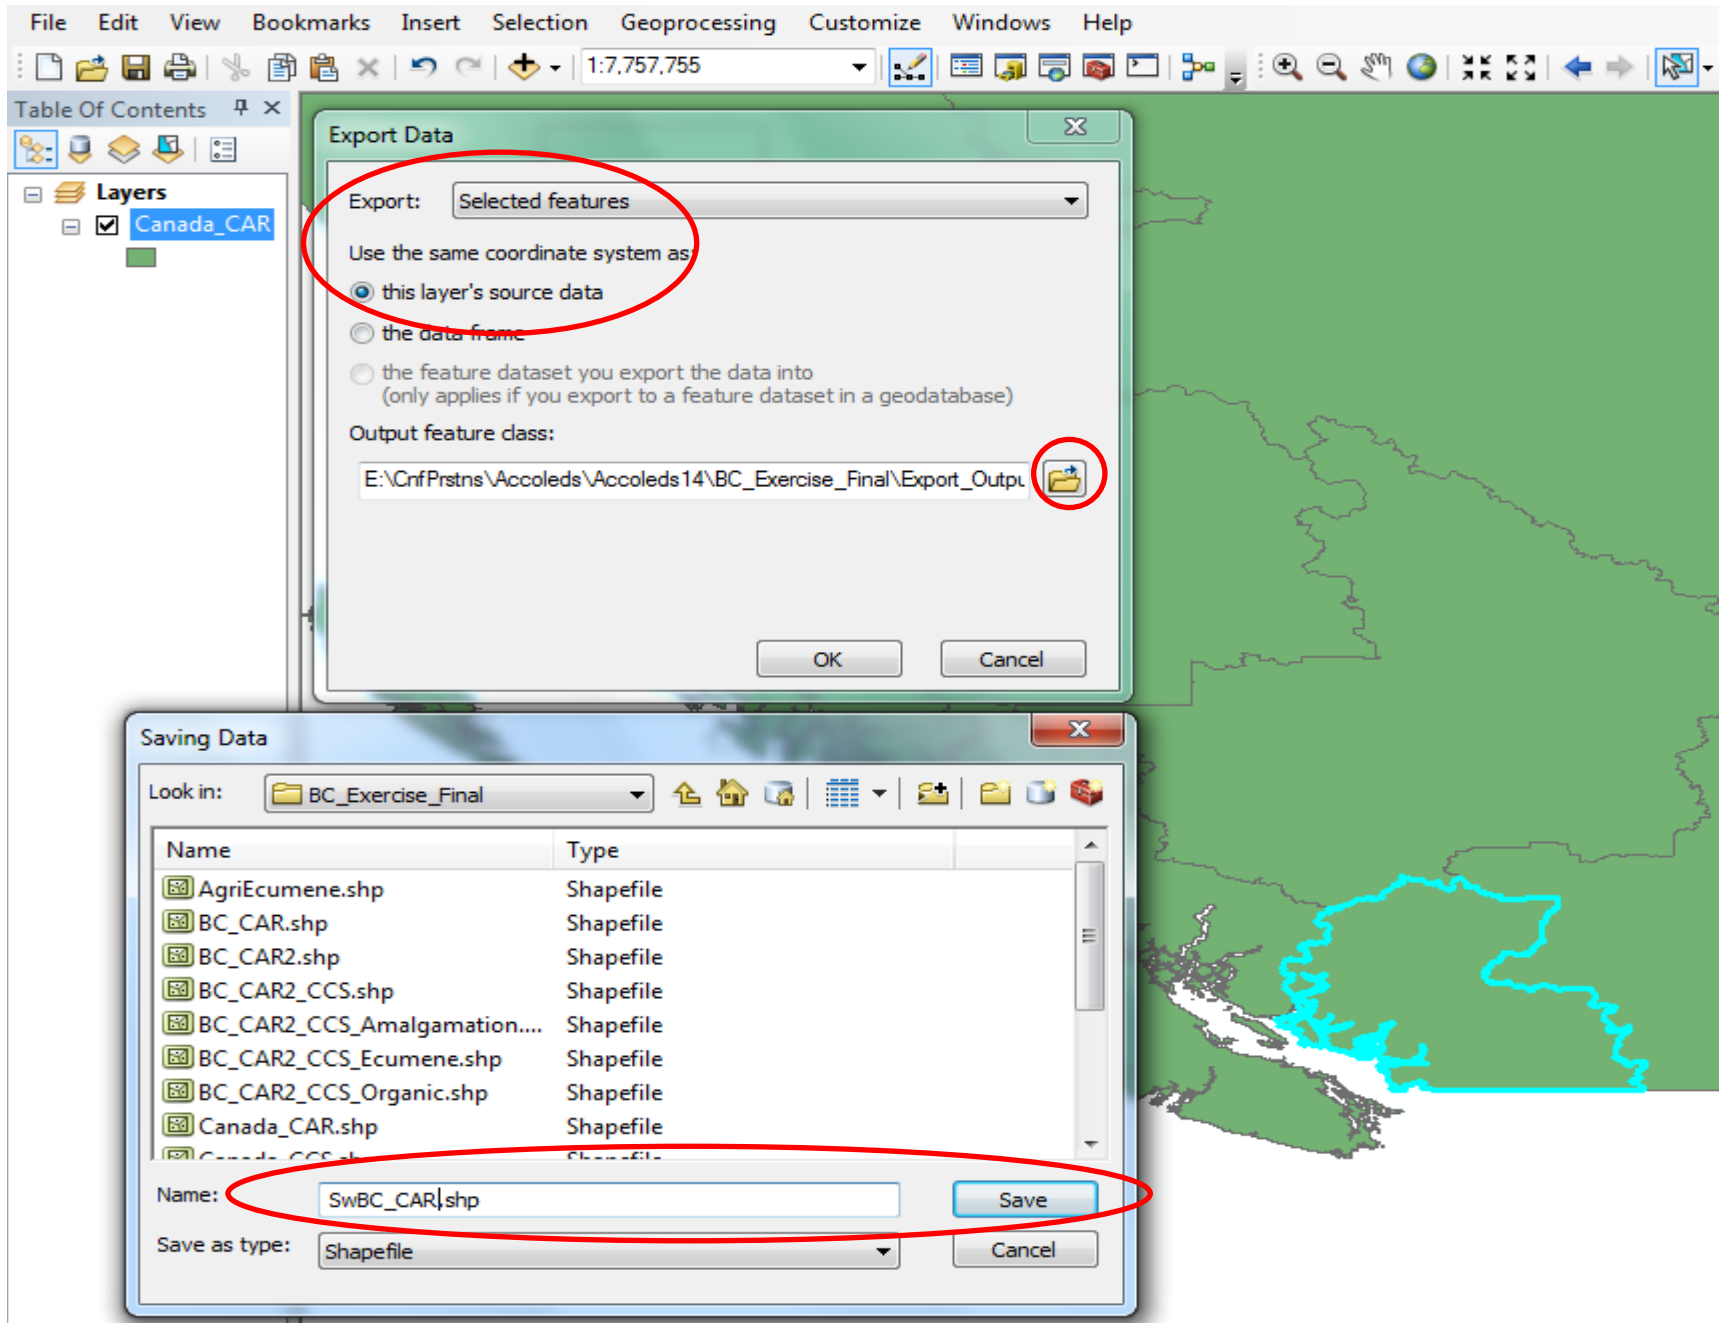 File Edit View Bookmarks Insert Selection Geoprocessing Customize Windows Help
1:7,757,755
Table Of Contents
Layers
Canada_CAR
Export Data
Export: Selected features
Use the same coordinate system as:
this layer's source data
the data frame
the feature dataset you export the data into
(only applies if you export to a feature dataset in a geodatabase)
Output feature class:
E:\CnfPrstns\Accoleds\Accoleds14\BC_Exercise_Final\Export_Outpu
OK Cancel
Saving Data
Look in: BC_Exercise_Final
Name Type
AgriEcumene.shp Shapefile
BC_CAR.shp Shapefile
BC_CAR2.shp Shapefile
BC_CAR2_CCS.shp Shapefile
BC_CAR2_CCS_Amalgamation.... Shapefile
BC_CAR2_CCS_Ecumene.shp Shapefile
BC_CAR2_CCS_Organic.shp Shapefile
Canada_CAR.shp Shapefile
Canada_CCS.shp Shapefile
Name: SwBC_CAR.shp Save
Save as type: Shapefile Cancel